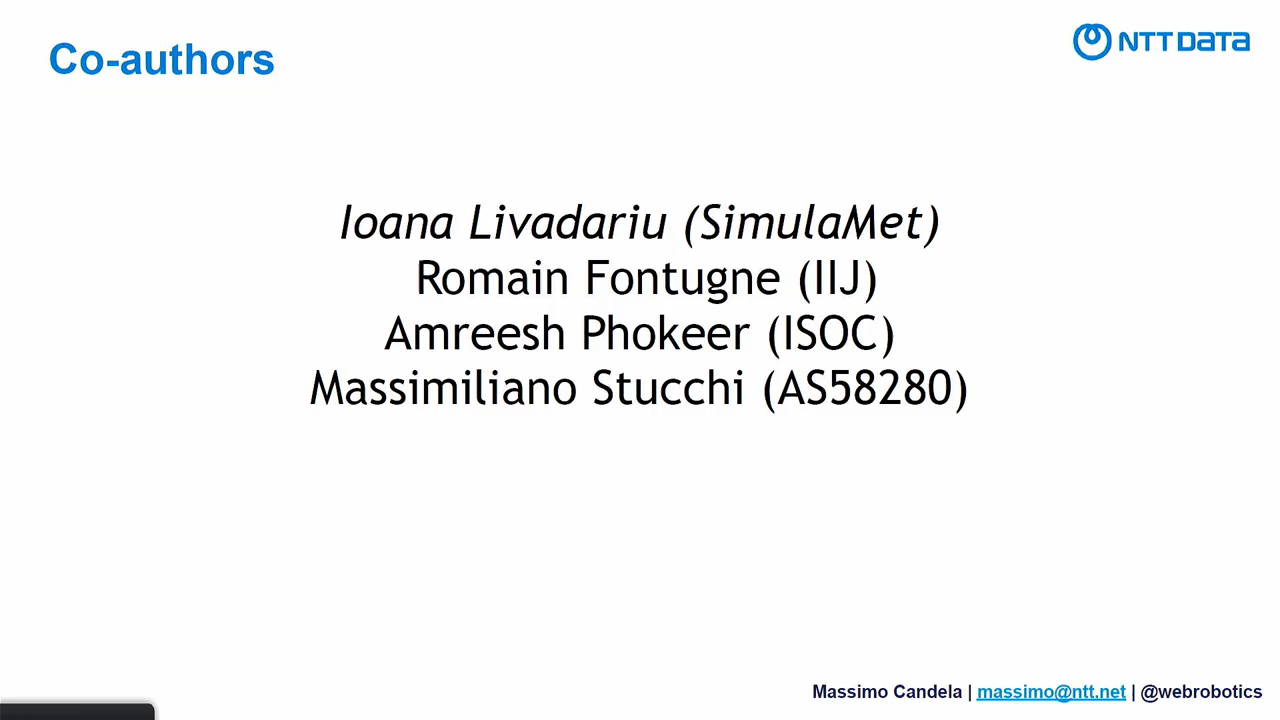 Co-authors
NTT DATA
Ioana Livadariu (SimulaMet)
Romain Fontugne (IIJ)
Amreesh Phokeer (ISOC)
Massimiliano Stucchi (AS58280)
Massimo Candela | massimo@ntt.net | @webrobotics